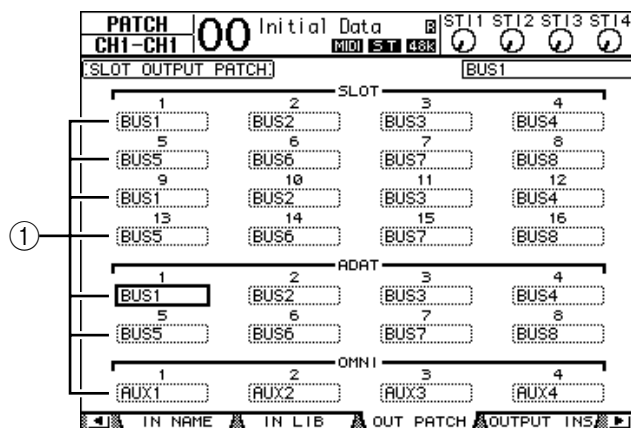 PATCH
CH1-CH1
00 Initial Data R
MIDI ST 48k
STI1 STI2 STI3 STI4
SLOT OUTPUT PATCH BUS1
SLOT
1 2 3 4
BUS1 BUS2 BUS3 BUS4
5 6 7 8
BUS5 BUS6 BUS7 BUS8
9 10 11 12
BUS1 BUS2 BUS3 BUS4
13 14 15 16
BUS5 BUS6 BUS7 BUS8
1
ADAT
1 2 3 4
BUS1 BUS2 BUS3 BUS4
5 6 7 8
BUS5 BUS6 BUS7 BUS8
OMNI
1 2 3 4
AUX1 AUX2 AUX3 AUX4
IN NAME IN LIB OUT PATCH OUTPUT INS